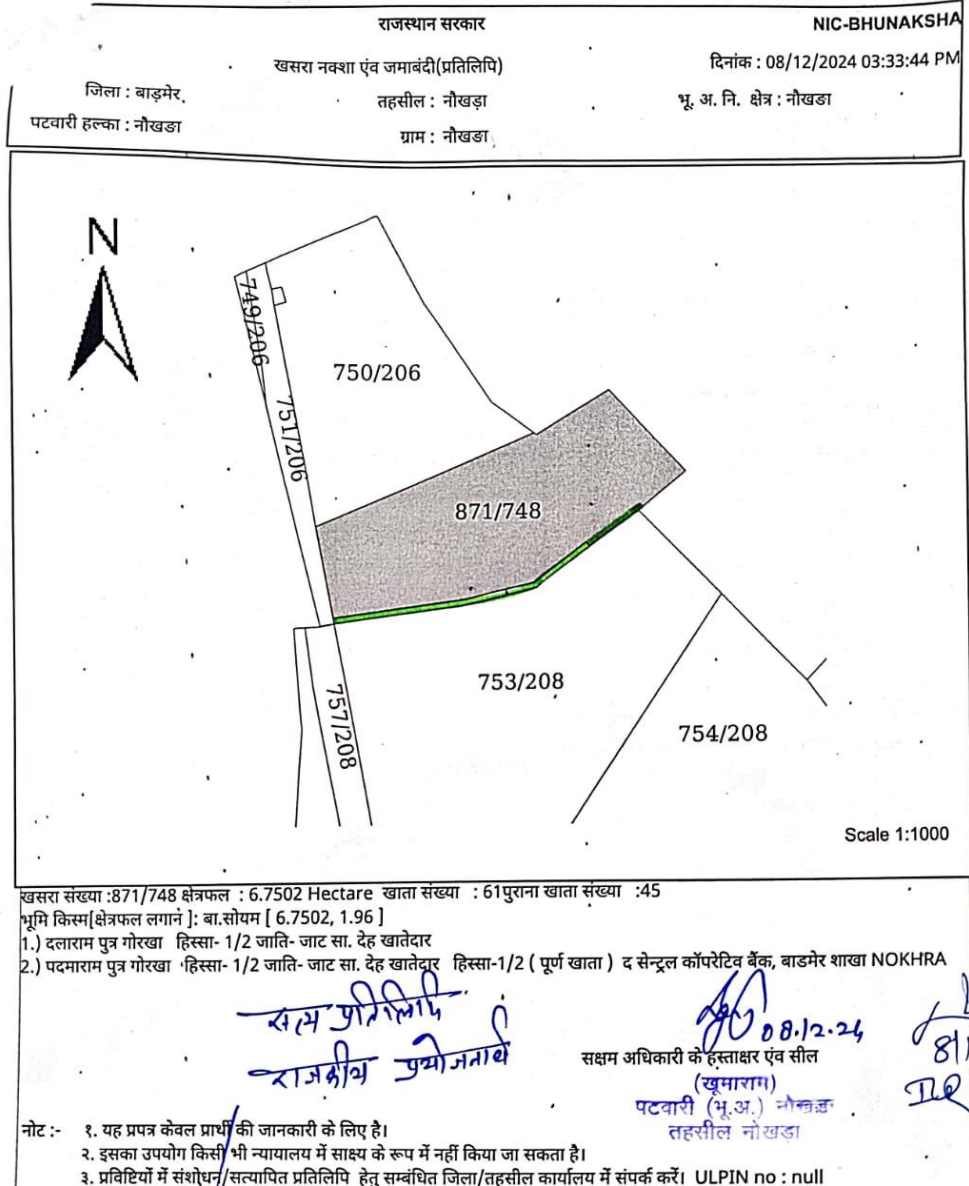 राजस्थान सरकार
NIC-BHUNAKSHA
खसरा नक्शा एंव जमाबंदी(प्रतिलिपि)
दिनांक : 08/12/2024 03:33:44 PM
जिला : बाड़मेर
तहसील : नौखड़ा
भू. अ. नि. क्षेत्र : नौखङा
पटवारी हल्का : नौखङा
ग्राम : नौखङा
N
749/206
750/206
751/206
871/748
753/208
757/208
754/208
Scale 1:1000
खसरा संख्या :871/748 क्षेत्रफल : 6.7502 Hectare खाता संख्या : 61पुराना खाता संख्या :45
भूमि किस्म[क्षेत्रफल लगान ]: बा.सोयम [ 6.7502, 1.96 ]
1.) दलाराम पुत्र गोरखा हिस्सा- 1/2 जाति- जाट सा. देह खातेदार
2.) पदमाराम पुत्र गोरखा हिस्सा- 1/2 जाति- जाट सा. देह खातेदार हिस्सा-1/2 ( पूर्ण खाता ) द सेन्ट्रल कॉपरेटिव बैंक, बाडमेर शाखा NOKHRA
सत्य प्रतिलिपि
राजकीय प्रयोजनार्थ
08.12.24
सक्षम अधिकारी के हस्ताक्षर एंव सील
(खूमाराम)
पटवारी (भू.अ.) नौखड़ा
तहसील नोखड़ा
नोट :- १. यह प्रपत्र केवल प्रार्थी की जानकारी के लिए है।
२. इसका उपयोग किसी भी न्यायालय में साक्ष्य के रूप में नहीं किया जा सकता है।
३. प्रविष्टियों में संशोधन/सत्यापित प्रतिलिपि हेतु सम्बंधित जिला/तहसील कार्यालय में संपर्क करें। ULPIN no : null